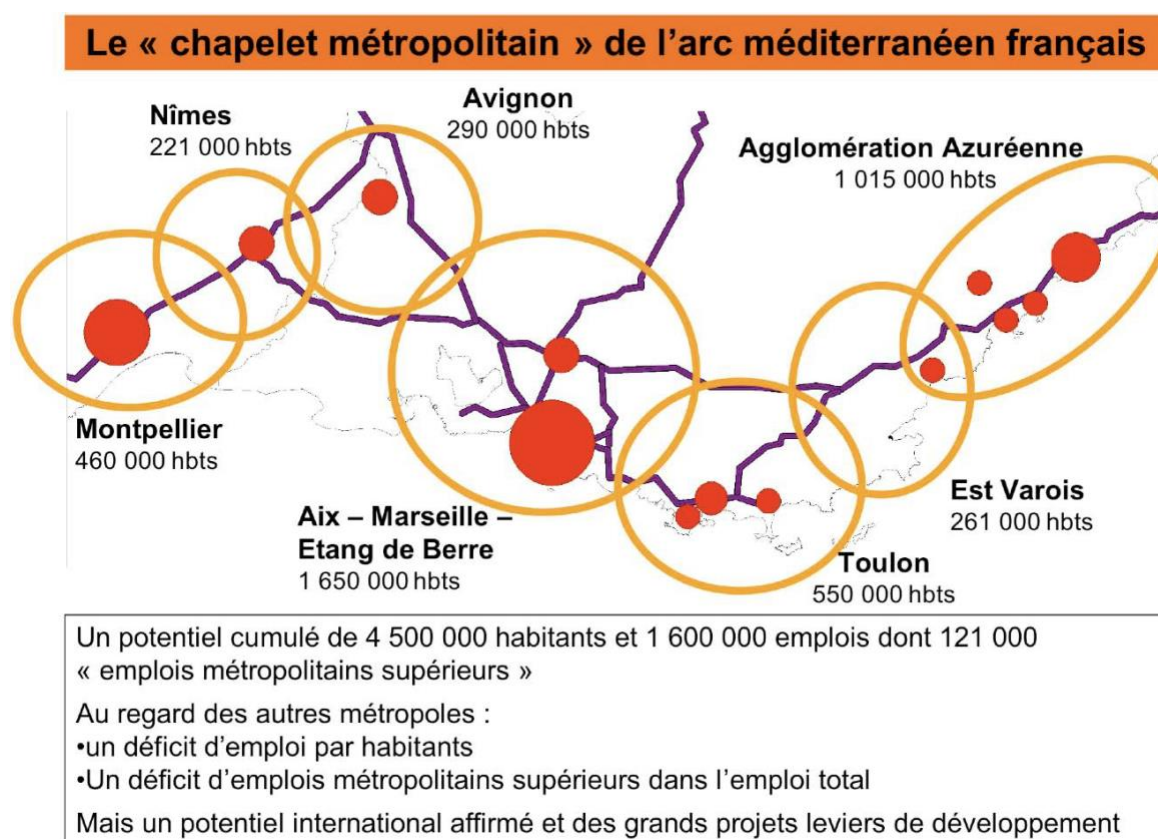 Le « chapelet métropolitain » de l'arc méditerranéen français
Nîmes
221 000 hbts
Avignon
290 000 hbts
Agglomération Azuréenne
1 015 000 hbts
Montpellier
460 000 hbts
Aix – Marseille –
Etang de Berre
1 650 000 hbts
Est Varois
261 000 hbts
Toulon
550 000 hbts
Un potentiel cumulé de 4 500 000 habitants et 1 600 000 emplois dont 121 000
« emplois métropolitains supérieurs »
Au regard des autres métropoles :
•un déficit d'emploi par habitants
•Un déficit d'emplois métropolitains supérieurs dans l'emploi total
Mais un potentiel international affirmé et des grands projets leviers de développement